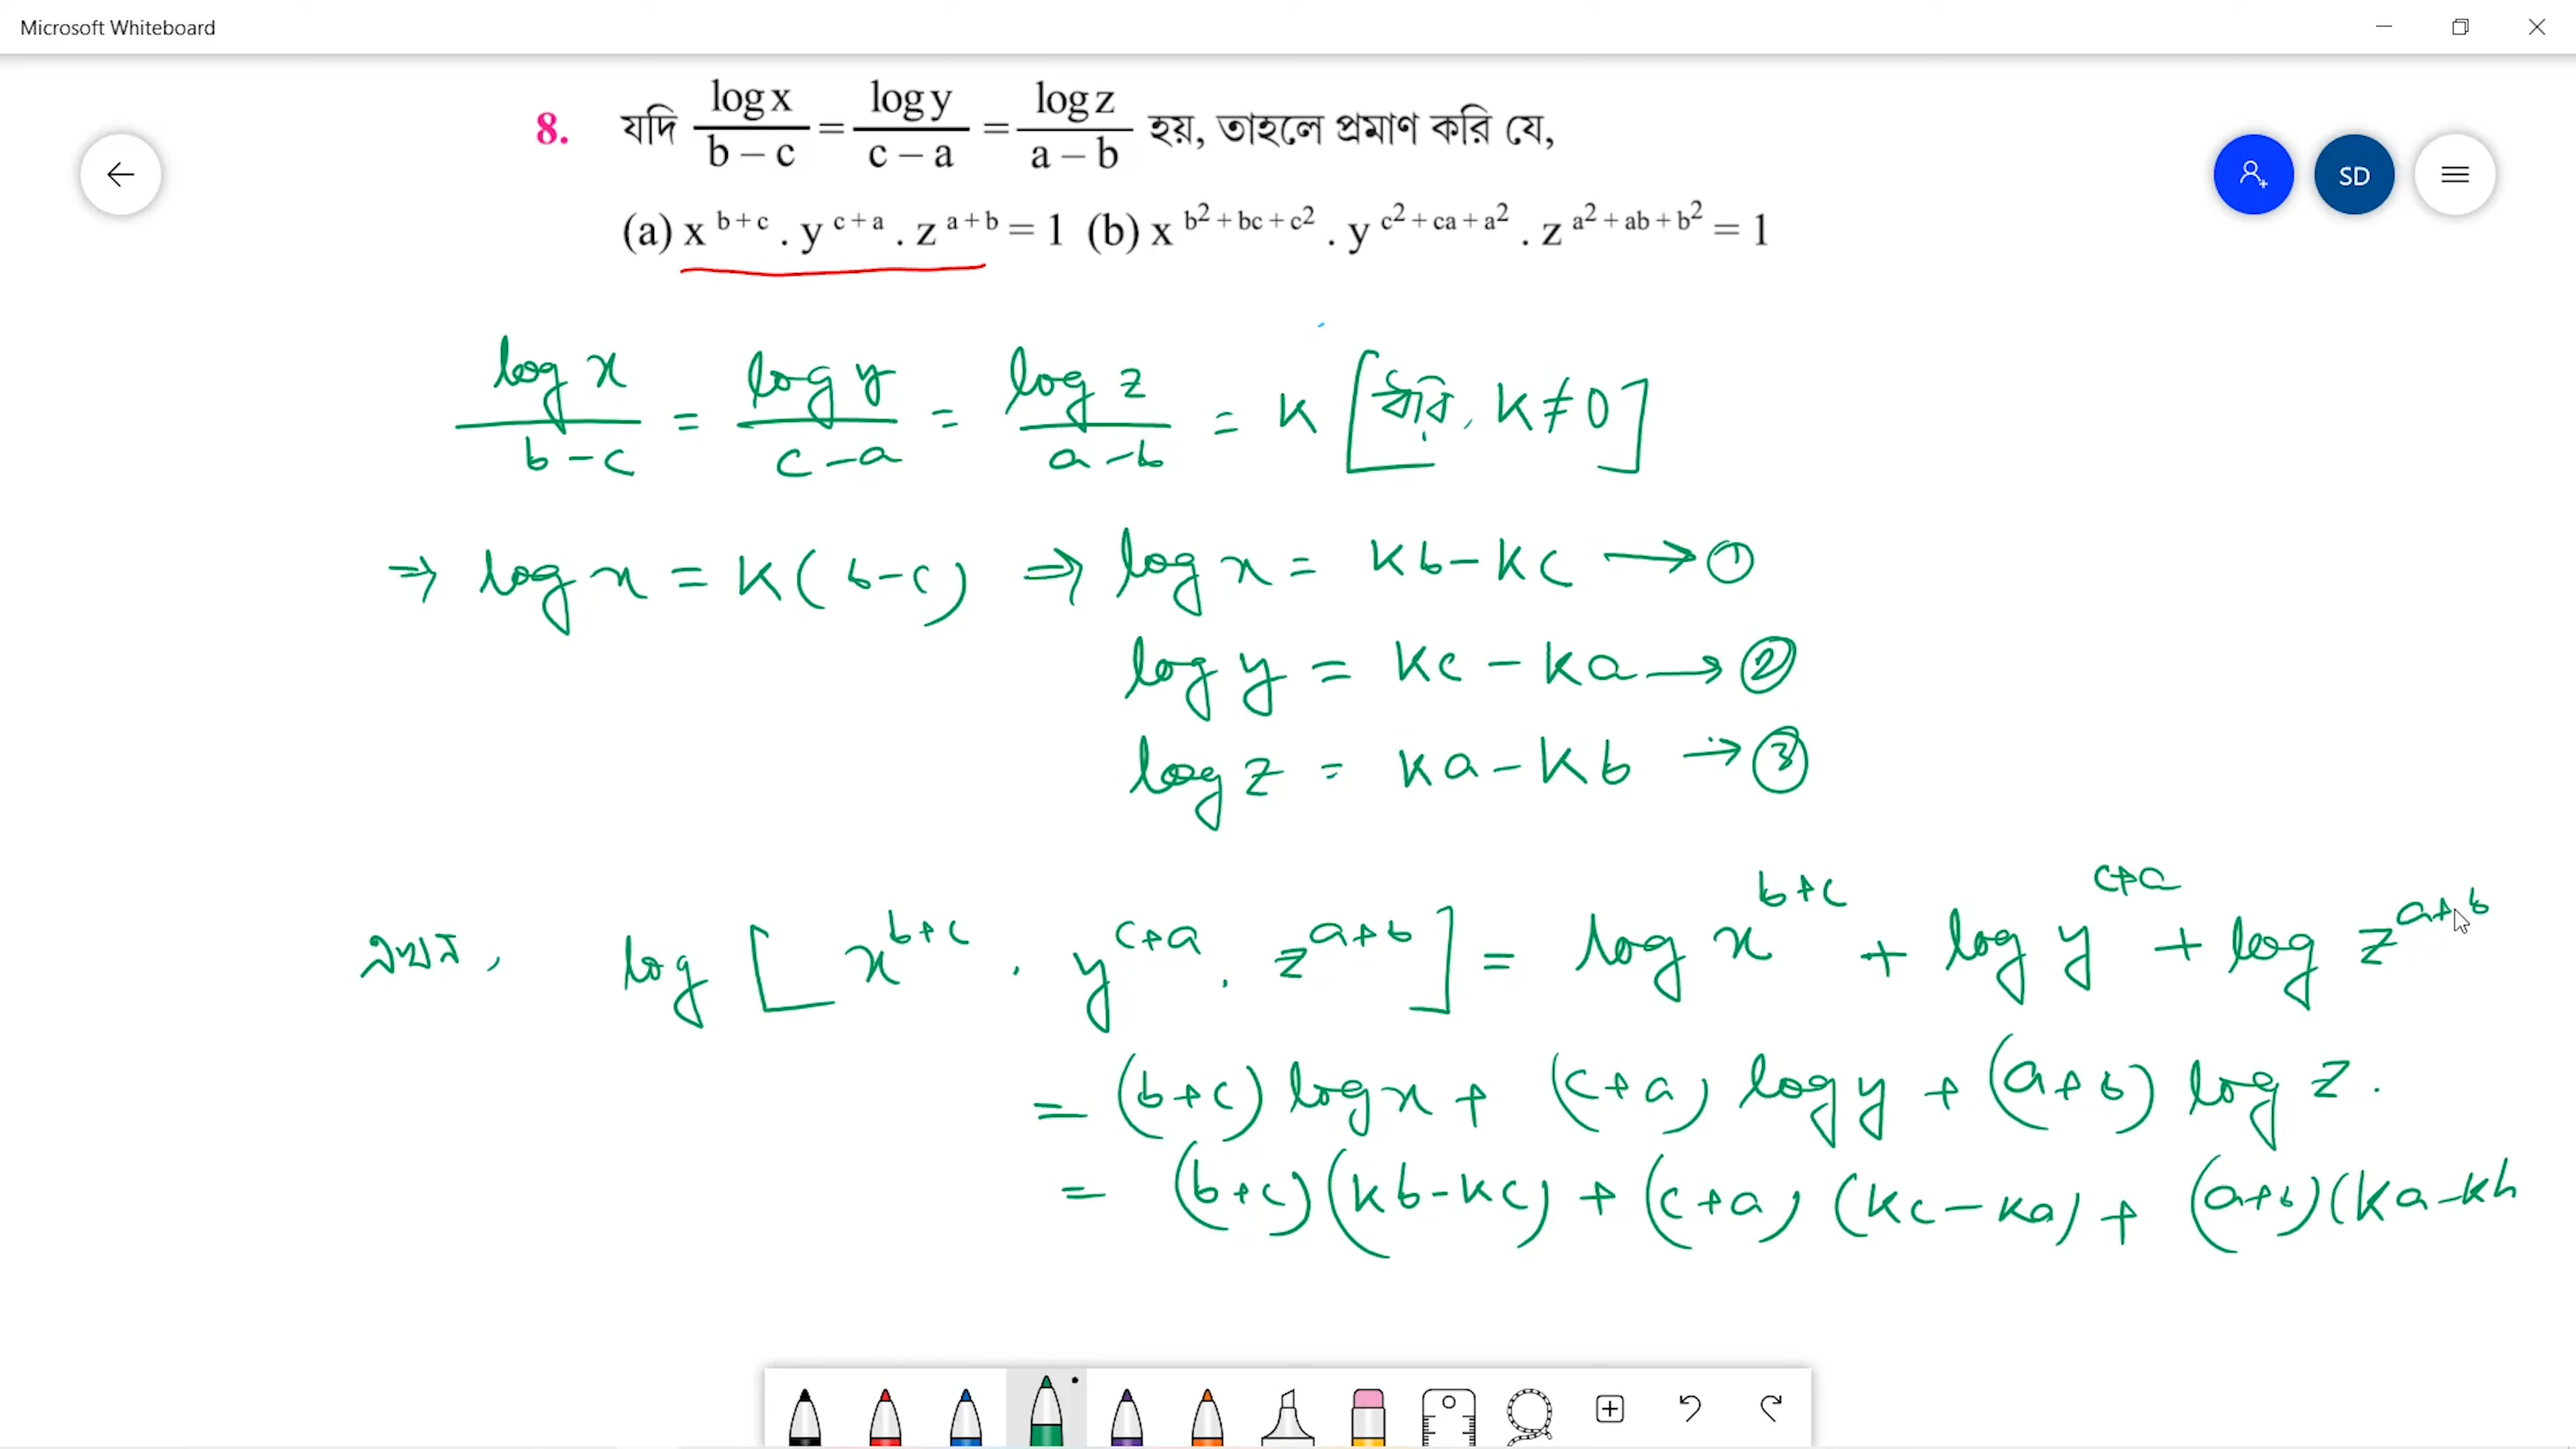 Microsoft Whiteboard
8. যদি log x / b – c = log y / c – a = log z / a – b হয়, তাহলে প্রমাণ করি যে,
(a) x^(b + c) . y^(c + a) . z^(a + b) = 1 (b) x^(b² + bc + c²) . y^(c² + ca + a²) . z^(a² + ab + b²) = 1
SD
log x / b – c = log y / c – a = log z / a – b = K [ধরি, K ≠ 0]
⇒ log x = K(b – c) ⇒ log x = Kb – Kc → ①
log y = Kc – Ka → ②
log z = Ka – Kb → ③
এখন, log [x^(b+c) . y^(c+a) . z^(a+b)] = log x^(b+c) + log y^(c+a) + log z^(a+b)
= (b+c) log x + (c+a) log y + (a+b) log z.
= (b+c)(Kb – Kc) + (c+a) (Kc – Ka) + (a+b)(Ka – Kb